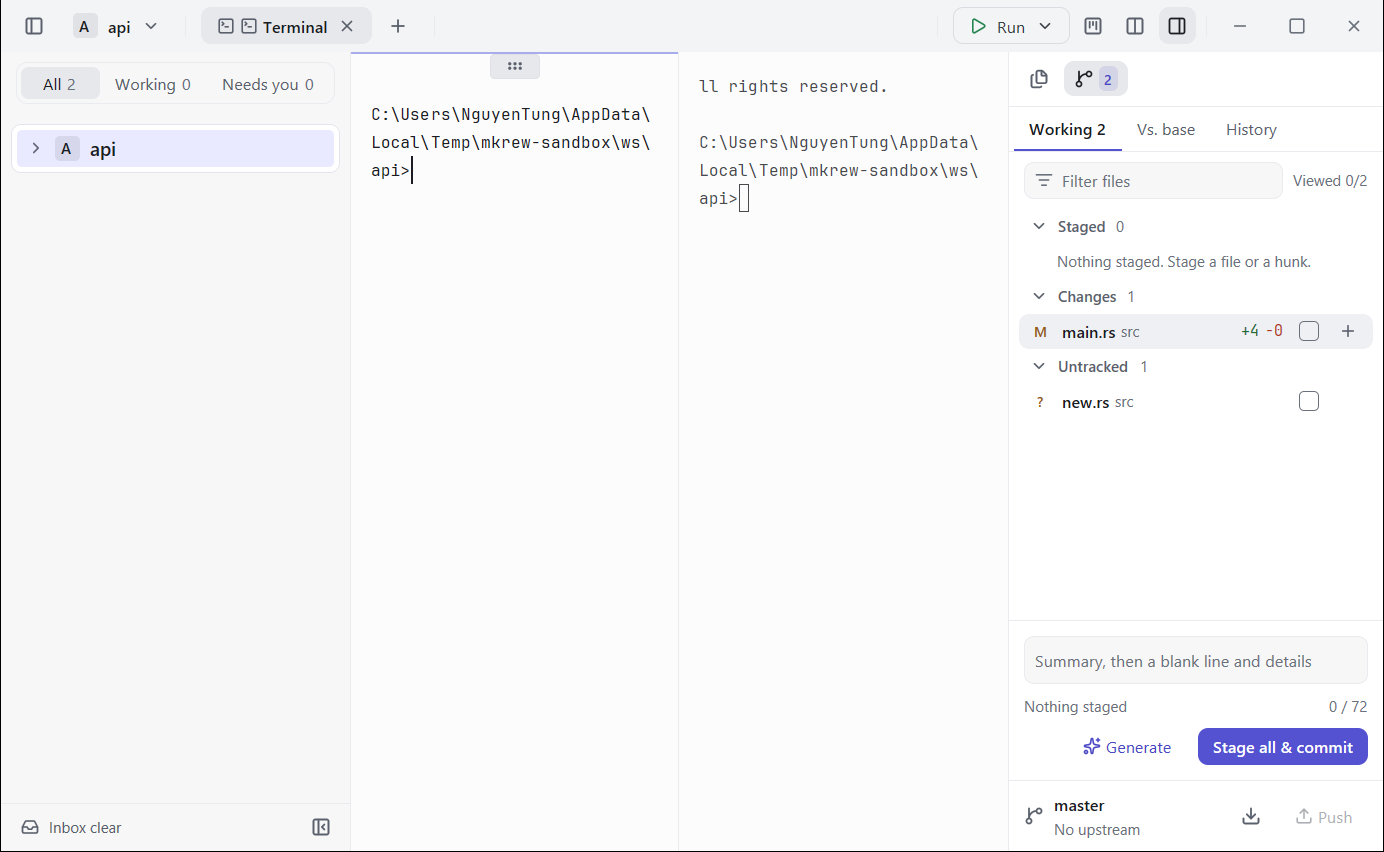 A api
Terminal
Run
All 2 Working 0 Needs you 0
A api
Inbox clear
C:\Users\NguyenTung\AppData\
Local\Temp\mkrew-sandbox\ws\
api>
ll rights reserved.
C:\Users\NguyenTung\AppData\
Local\Temp\mkrew-sandbox\ws\
api>
2
Working 2 Vs. base History
Filter files Viewed 0/2
Staged 0
Nothing staged. Stage a file or a hunk.
Changes 1
M main.rs src +4 -0
Untracked 1
? new.rs src
Summary, then a blank line and details
Nothing staged 0 / 72
Generate Stage all & commit
master
No upstream
Push